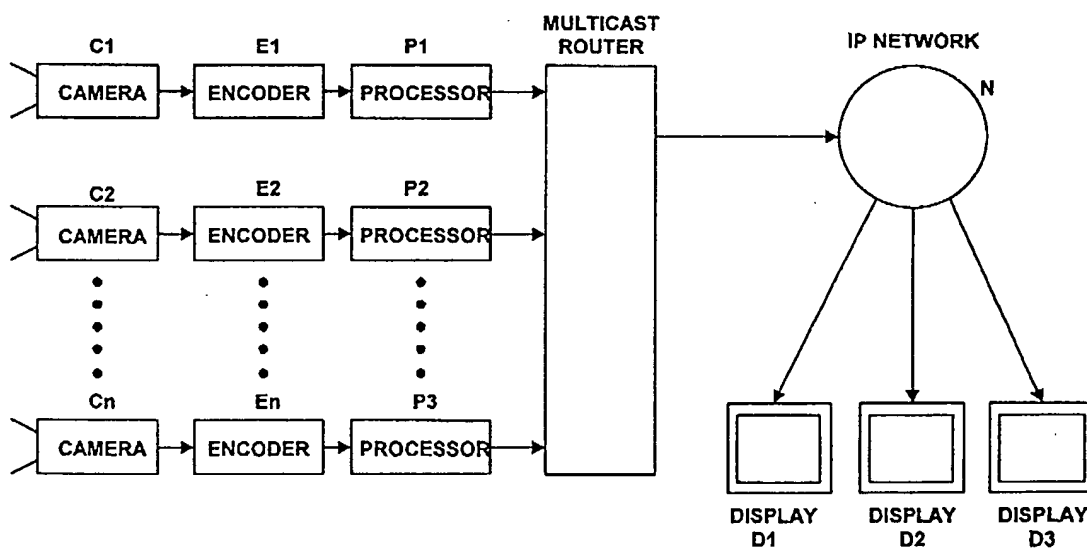 MULTICAST
ROUTER
IP NETWORK
N
C1 E1 P1
CAMERA ENCODER PROCESSOR
C2 E2 P2
CAMERA ENCODER PROCESSOR
Cn En P3
CAMERA ENCODER PROCESSOR
DISPLAY DISPLAY DISPLAY
D1 D2 D3